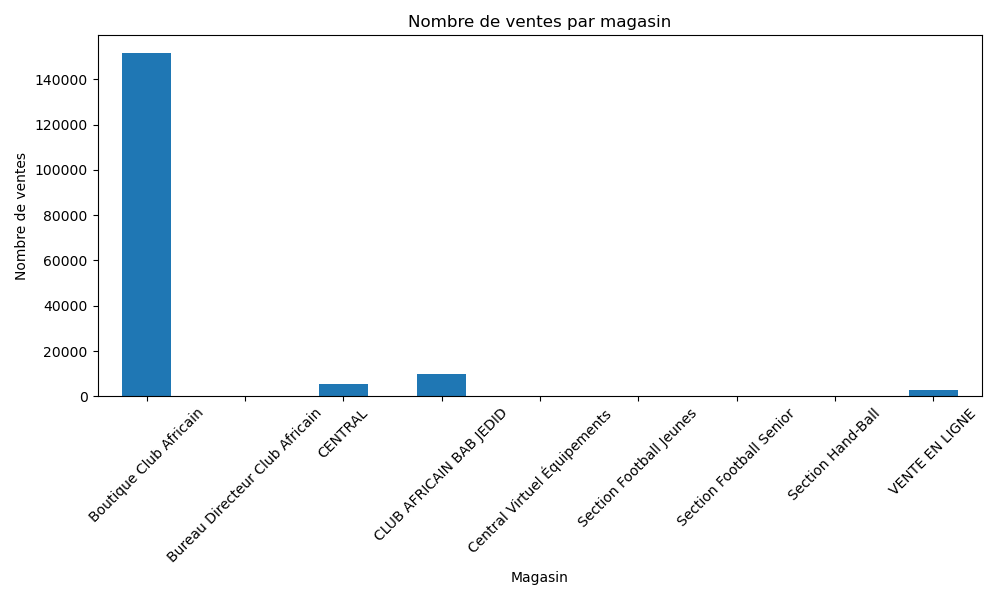 Nombre de ventes par magasin
Nombre de ventes
140000
120000
100000
80000
60000
40000
20000
0
Boutique Club Africain
Bureau Directeur Club Africain
CENTRAL
CLUB AFRICAIN BAB JEDID
Central Virtuel Équipements
Section Football Jeunes
Section Football Senior
Section Hand-Ball
VENTE EN LIGNE
Magasin